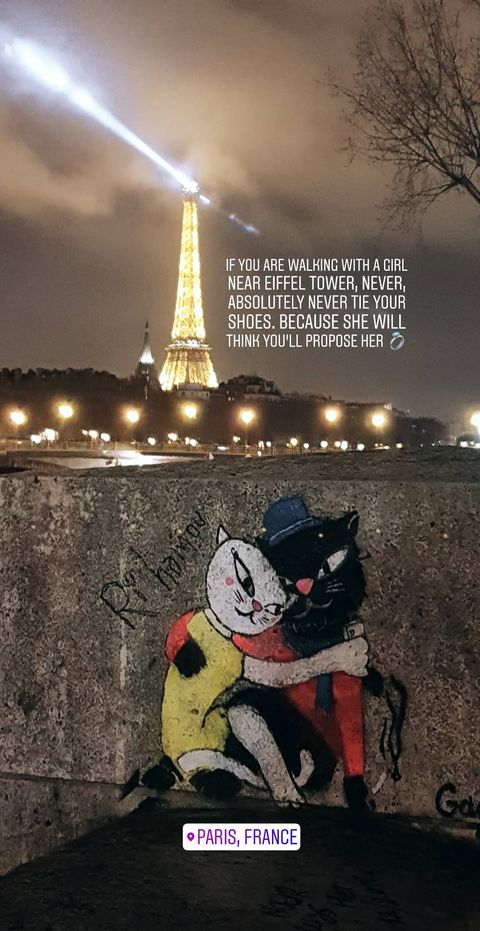 IF YOU ARE WALKING WITH A GIRL
NEAR EIFFEL TOWER, NEVER,
ABSOLUTELY NEVER TIE YOUR
SHOES. BECAUSE SHE WILL
THINK YOU'LL PROPOSE HER 💍
PARIS, FRANCE